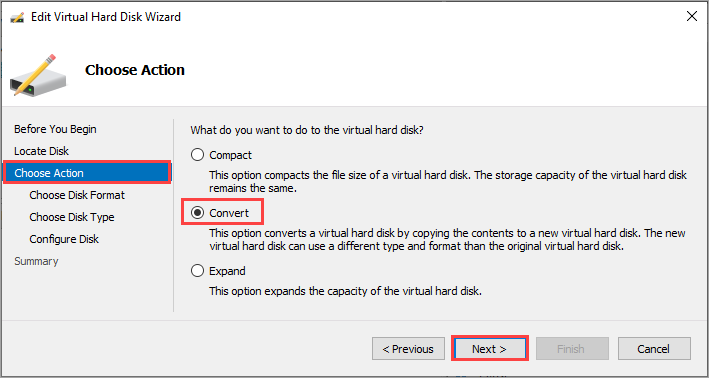 Edit Virtual Hard Disk Wizard
Choose Action
Before You Begin
Locate Disk
Choose Action
Choose Disk Format
Choose Disk Type
Configure Disk
Summary
What do you want to do to the virtual hard disk?
Compact
This option compacts the file size of a virtual hard disk. The storage capacity of the virtual hard disk
remains the same.
Convert
This option converts a virtual hard disk by copying the contents to a new virtual hard disk. The new
virtual hard disk can use a different type and format than the original virtual hard disk.
Expand
This option expands the capacity of the virtual hard disk.
< Previous
Next >
Finish
Cancel